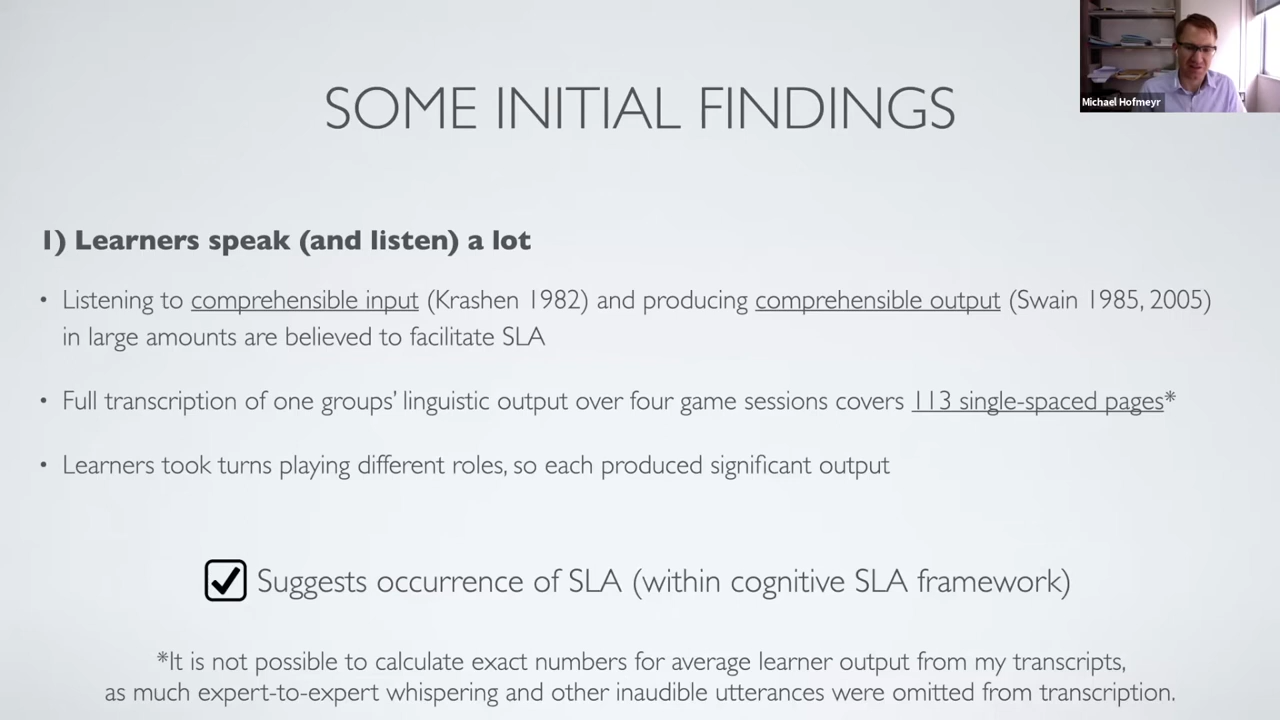 Michael Hofmeyr
SOME INITIAL FINDINGS
1) Learners speak (and listen) a lot
• Listening to comprehensible input (Krashen 1982) and producing comprehensible output (Swain 1985, 2005)
in large amounts are believed to facilitate SLA
• Full transcription of one groups' linguistic output over four game sessions covers 113 single-spaced pages*
• Learners took turns playing different roles, so each produced significant output
Suggests occurrence of SLA (within cognitive SLA framework)
*It is not possible to calculate exact numbers for average learner output from my transcripts,
as much expert-to-expert whispering and other inaudible utterances were omitted from transcription.